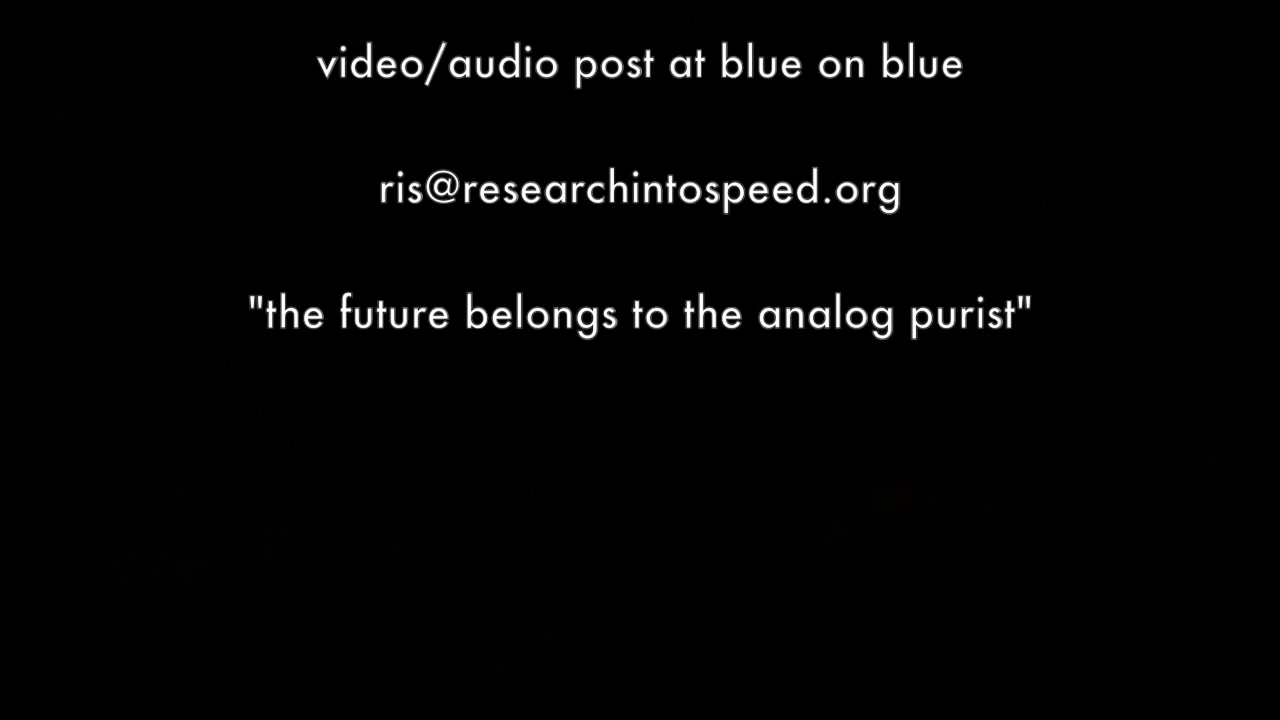 video/audio post at blue on blue
ris@researchintospeed.org
"the future belongs to the analog purist"